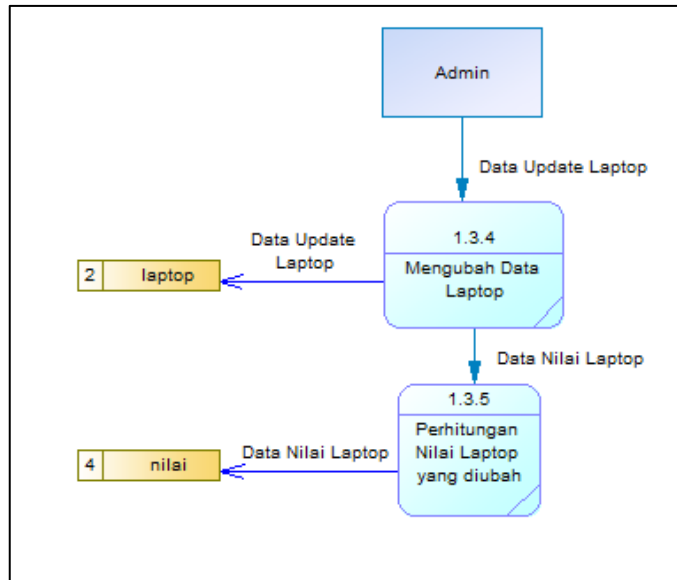 Admin
Data Update Laptop
1.3.4
Mengubah Data
Laptop
Data Update
Laptop
2 laptop
Data Nilai Laptop
1.3.5
Perhitungan
Nilai Laptop
yang diubah
Data Nilai Laptop
4 nilai